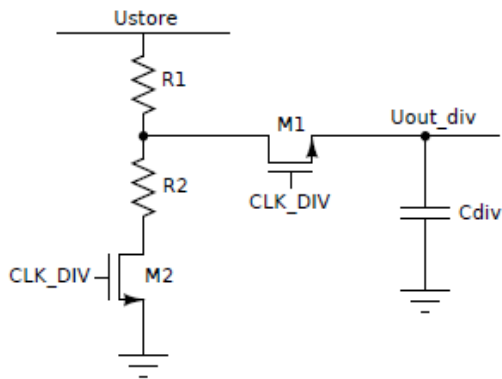 Ustore
R1
M1
Uout_div
R2
CLK_DIV
Cdiv
CLK_DIV
M2